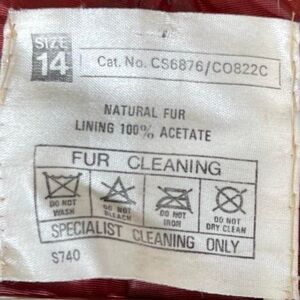 SIZE
14
Cat. No. CS6876/CO822C
NATURAL FUR
LINING 100% ACETATE
FUR CLEANING
DO NOT WASH
DO NOT BLEACH
DO NOT IRON
DO NOT DRY CLEAN
SPECIALIST CLEANING ONLY
S740